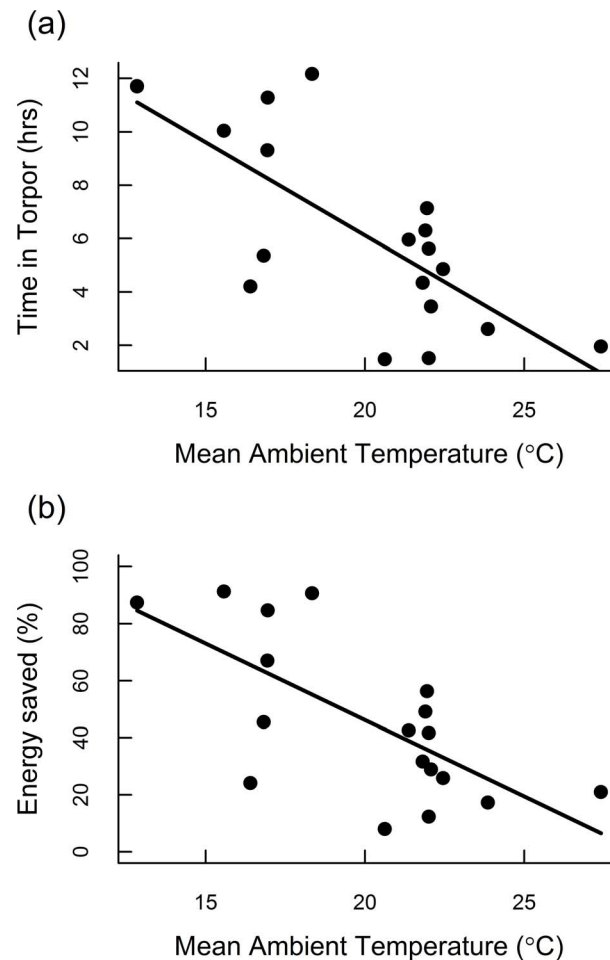 (a)
Time in Torpor (hrs)
12
10
8
6
4
2
15 20 25
Mean Ambient Temperature (°C)
(b)
Energy saved (%)
100
80
60
40
20
0
15 20 25
Mean Ambient Temperature (°C)